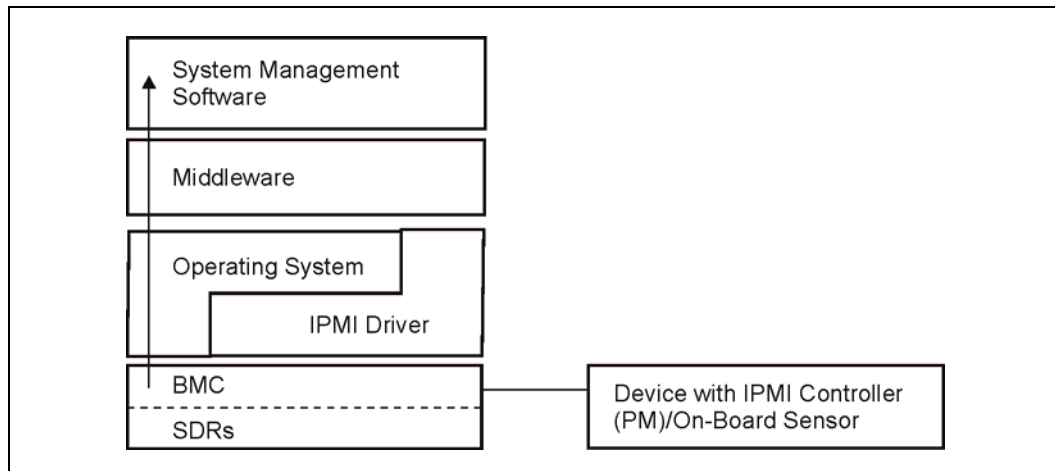 System Management
Software
Middleware
Operating System
IPMI Driver
BMC
SDRs
Device with IPMI Controller
(PM)/On-Board Sensor